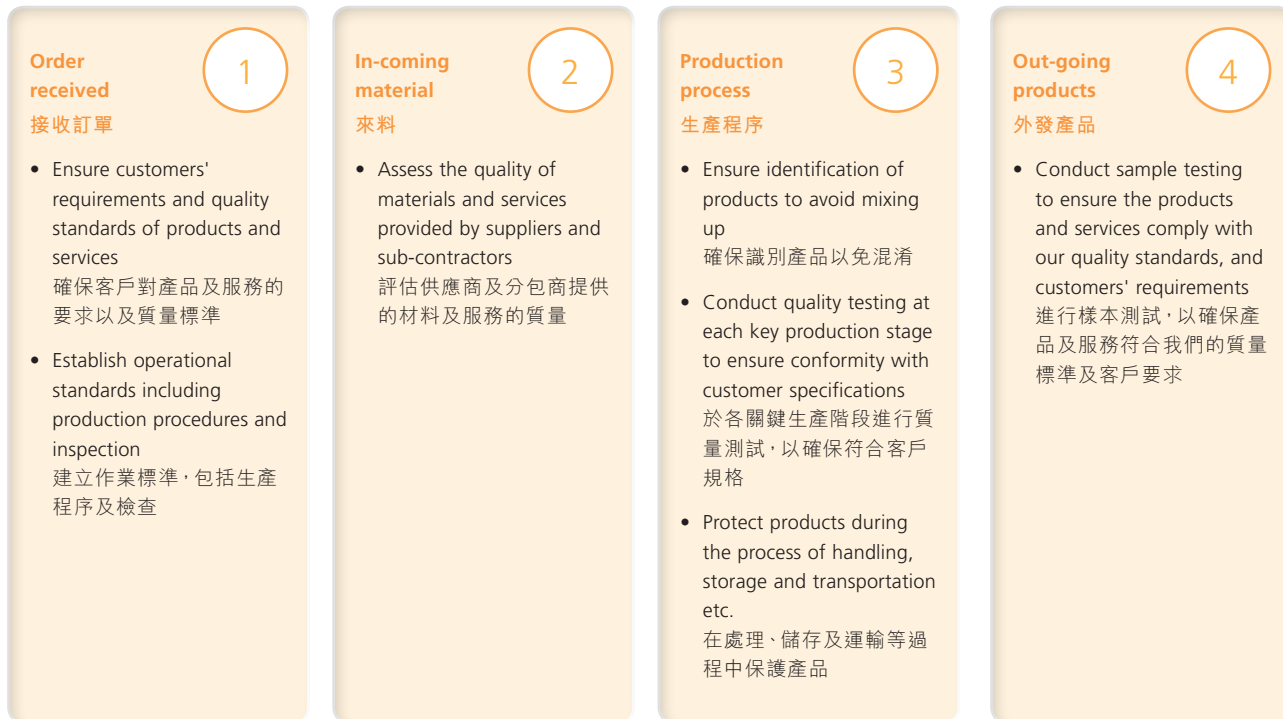 Order
received
接收訂單
1
• Ensure customers'
requirements and quality
standards of products and
services
確保客戶對產品及服務的
要求以及質量標準
• Establish operational
standards including
production procedures and
inspection
建立作業標準，包括生產
程序及檢查
In-coming
material
來料
2
• Assess the quality of
materials and services
provided by suppliers and
sub-contractors
評估供應商及分包商提供
的材料及服務的質量
Production
process
生產程序
3
• Ensure identification of
products to avoid mixing
up
確保識別產品以免混淆
• Conduct quality testing at
each key production stage
to ensure conformity with
customer specifications
於各關鍵生產階段進行質
量測試，以確保符合客戶
規格
• Protect products during
the process of handling,
storage and transportation
etc.
在處理、儲存及運輸等過
程中保護產品
Out-going
products
外發產品
4
• Conduct sample testing
to ensure the products
and services comply with
our quality standards, and
customers' requirements
進行樣本測試，以確保產
品及服務符合我們的質量
標準及客戶要求